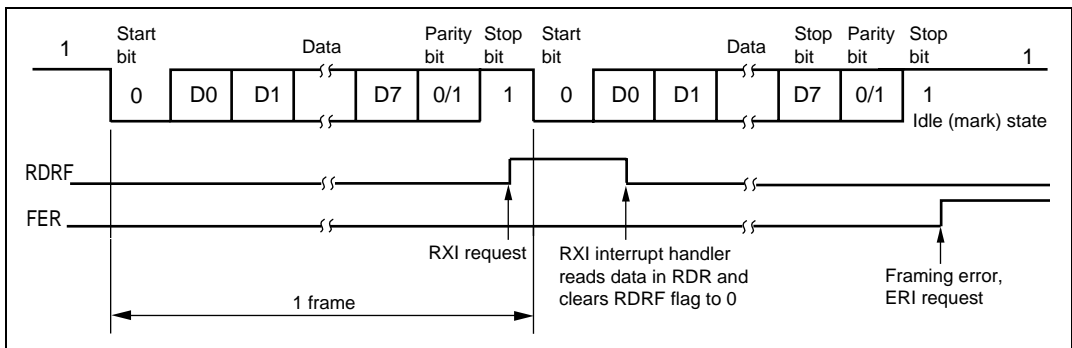 1 Start bit Data Parity bit Stop bit Start bit Data Stop bit Parity bit Stop bit 1
0 D0 D1 D7 0/1 1 0 D0 D1 D7 0/1 1
Idle (mark) state
RDRF
FER
RXI request
RXI interrupt handler
reads data in RDR and
clears RDRF flag to 0
Framing error,
ERI request
1 frame